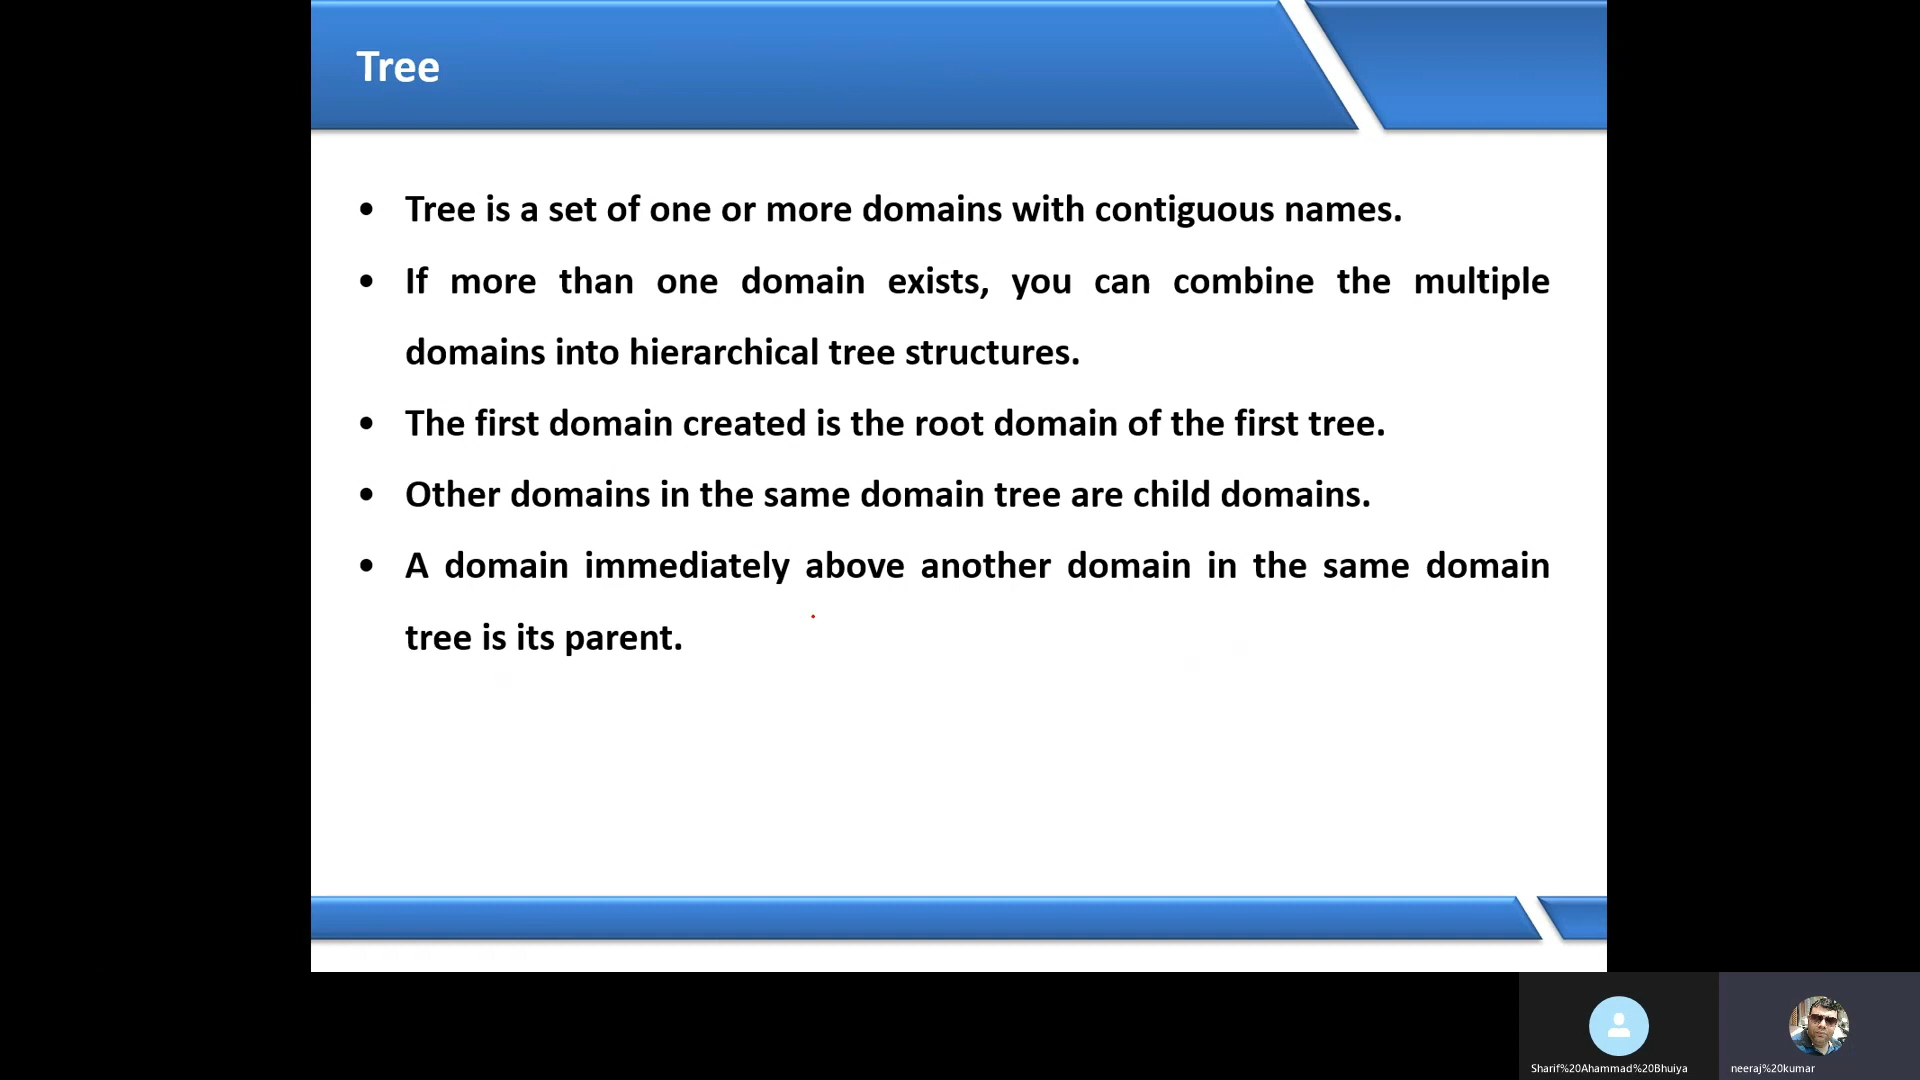 Tree
• Tree is a set of one or more domains with contiguous names.
• If more than one domain exists, you can combine the multiple
domains into hierarchical tree structures.
• The first domain created is the root domain of the first tree.
• Other domains in the same domain tree are child domains.
• A domain immediately above another domain in the same domain
tree is its parent.
Sharif%20Ahammad%20Bhuiya
neeraj%20kumar